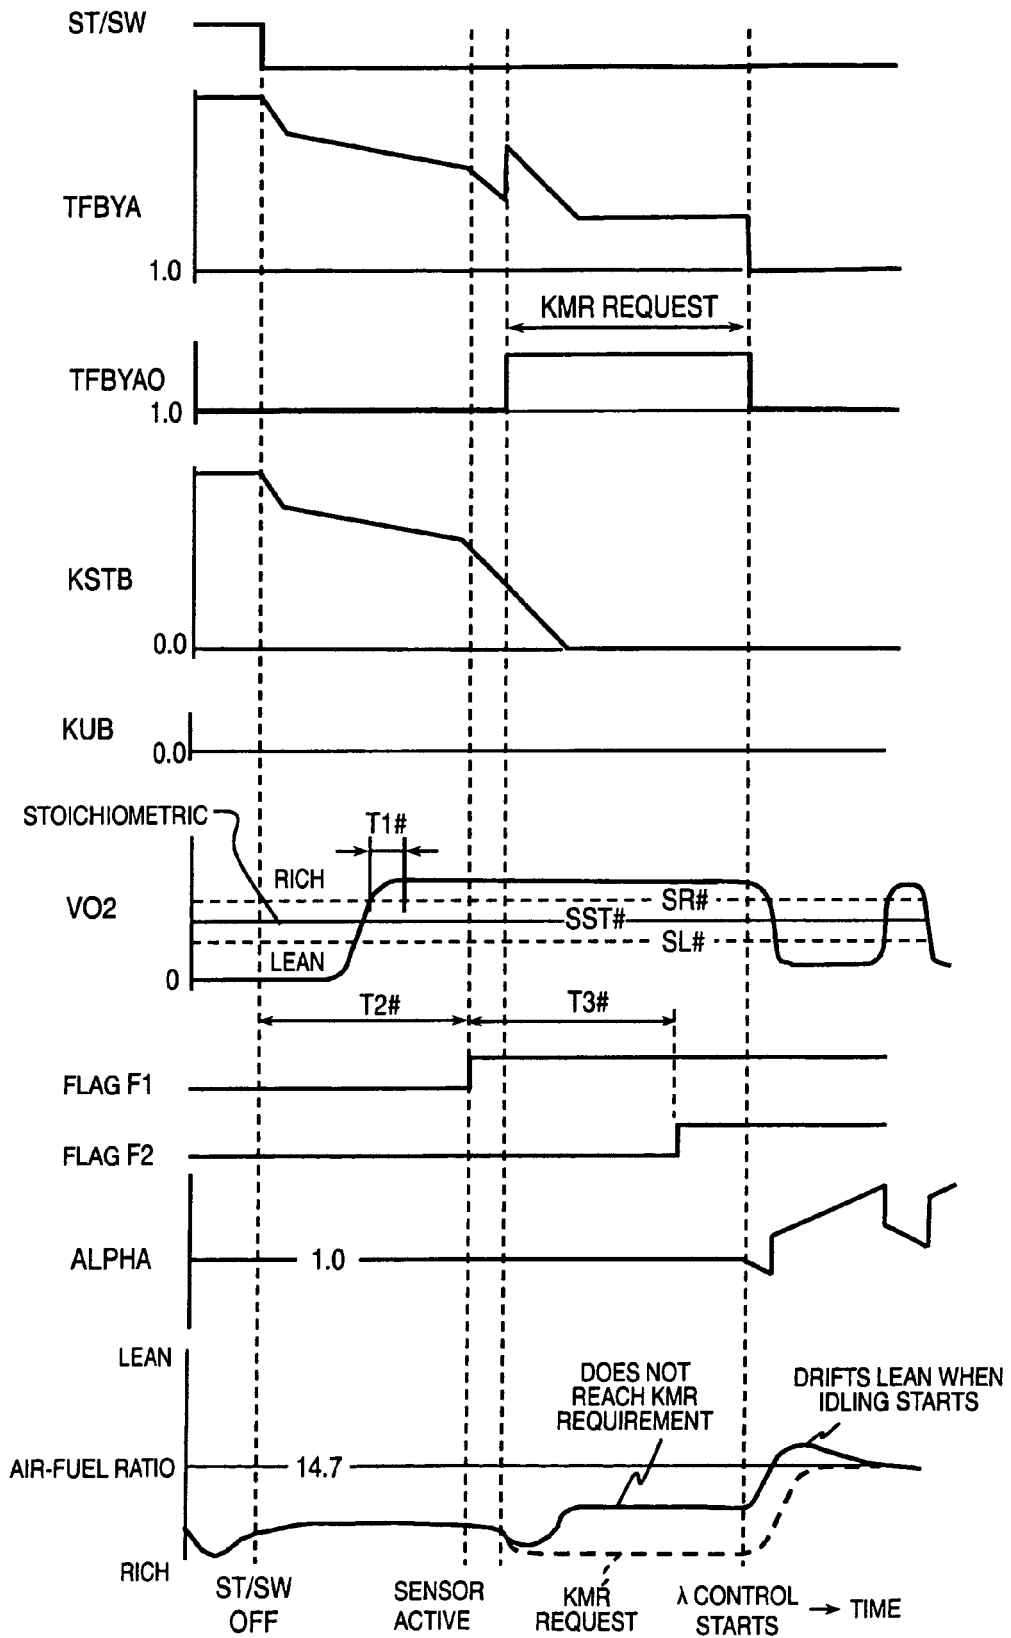 ST/SW
TFBYA
1.0
KMR REQUEST
TFBYAO
1.0
KSTB
0.0
KUB
0.0
STOICHIOMETRIC
T1#
RICH
VO2
SR#
SST#
SL#
LEAN
0
T2#
T3#
FLAG F1
FLAG F2
ALPHA
1.0
LEAN
DOES NOT
REACH KMR
REQUIREMENT
DRIFTS LEAN WHEN
IDLING STARTS
AIR-FUEL RATIO
14.7
RICH
ST/SW
OFF
SENSOR
ACTIVE
KMR
REQUEST
λ CONTROL
STARTS
TIME